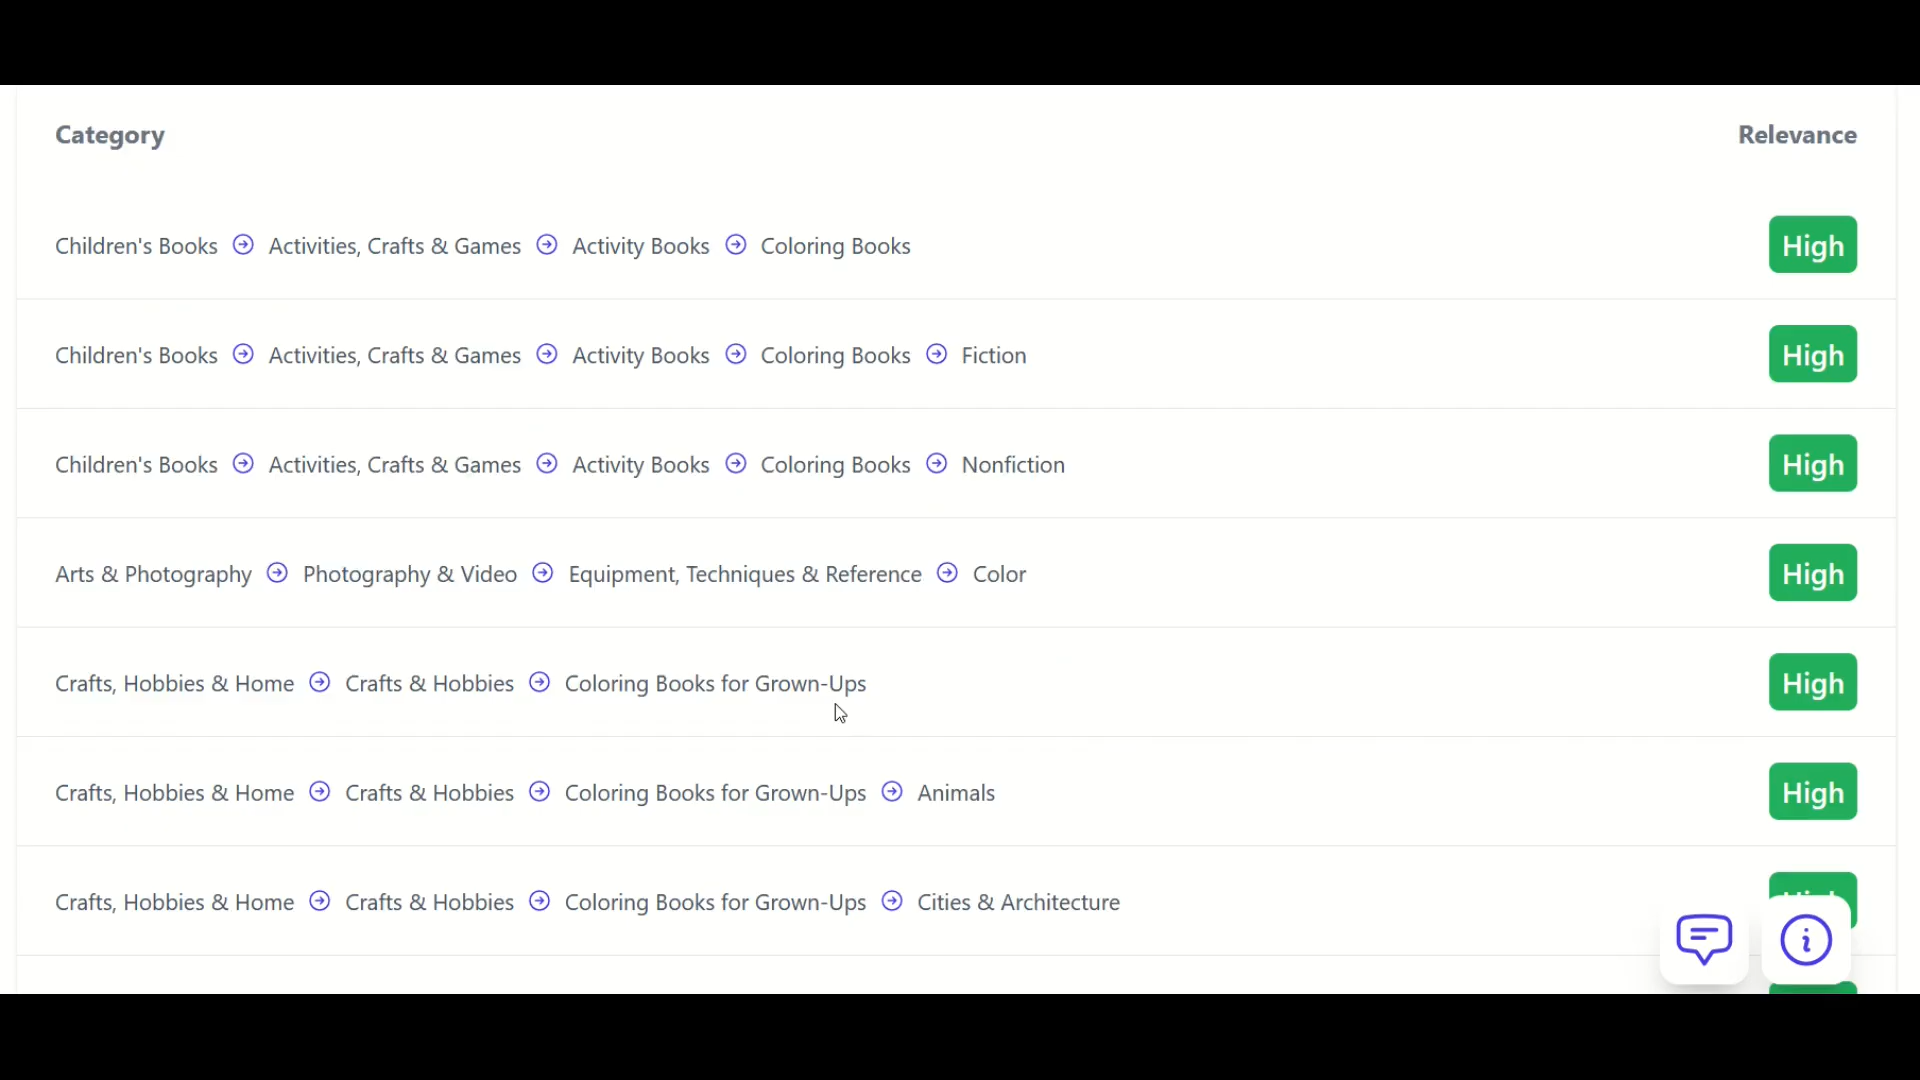 Category Relevance
Children's Books Activities, Crafts & Games Activity Books Coloring Books High
Children's Books Activities, Crafts & Games Activity Books Coloring Books Fiction High
Children's Books Activities, Crafts & Games Activity Books Coloring Books Nonfiction High
Arts & Photography Photography & Video Equipment, Techniques & Reference Color High
Crafts, Hobbies & Home Crafts & Hobbies Coloring Books for Grown-Ups High
Crafts, Hobbies & Home Crafts & Hobbies Coloring Books for Grown-Ups Animals High
Crafts, Hobbies & Home Crafts & Hobbies Coloring Books for Grown-Ups Cities & Architecture